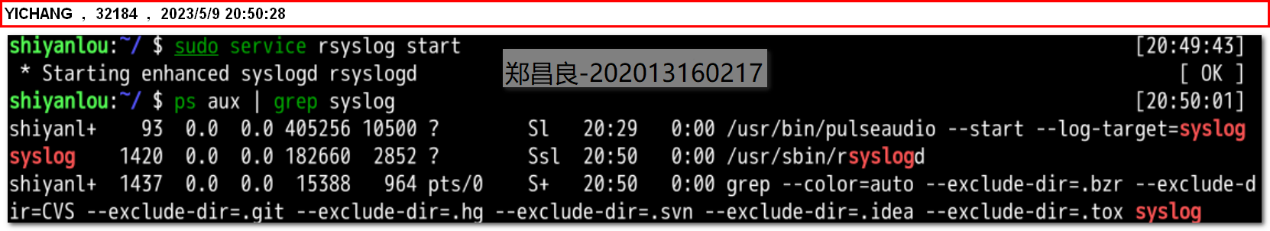 YICHANG , 32184 , 2023/5/9 20:50:28
shiyanlou:~/ $ sudo service rsyslog start [20:49:43]
郑昌良-202013160217
* Starting enhanced syslogd rsyslogd [ OK ]
shiyanlou:~/ $ ps aux | grep syslog [20:50:01]
shiyanl+ 93 0.0 0.0 405256 10500 ? Sl 20:29 0:00 /usr/bin/pulseaudio --start --log-target=syslog
syslog 1420 0.0 0.0 182660 2852 ? Ssl 20:50 0:00 /usr/sbin/rsyslogd
shiyanl+ 1437 0.0 0.0 15388 964 pts/0 S+ 20:50 0:00 grep --color=auto --exclude-dir=.bzr --exclude-d
ir=CVS --exclude-dir=.git --exclude-dir=.hg --exclude-dir=.svn --exclude-dir=.idea --exclude-dir=.tox syslog